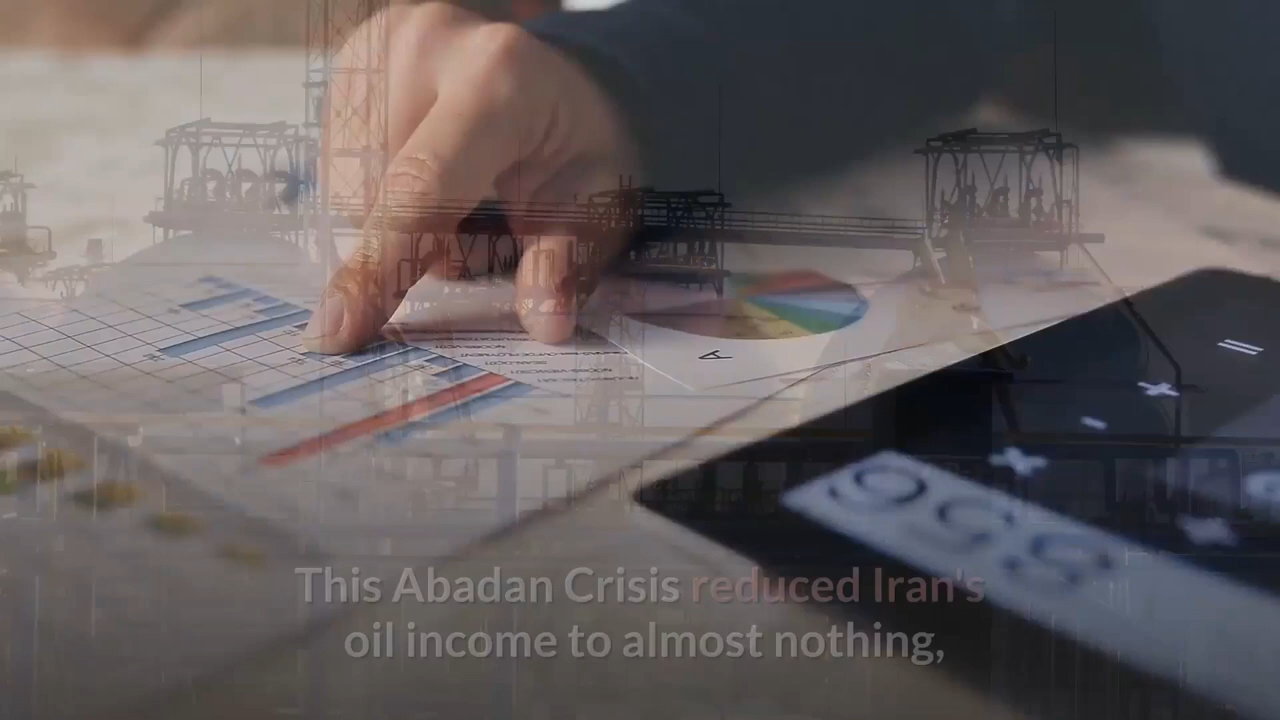 A
This Abadan Crisis reduced Iran's
oil income to almost nothing,